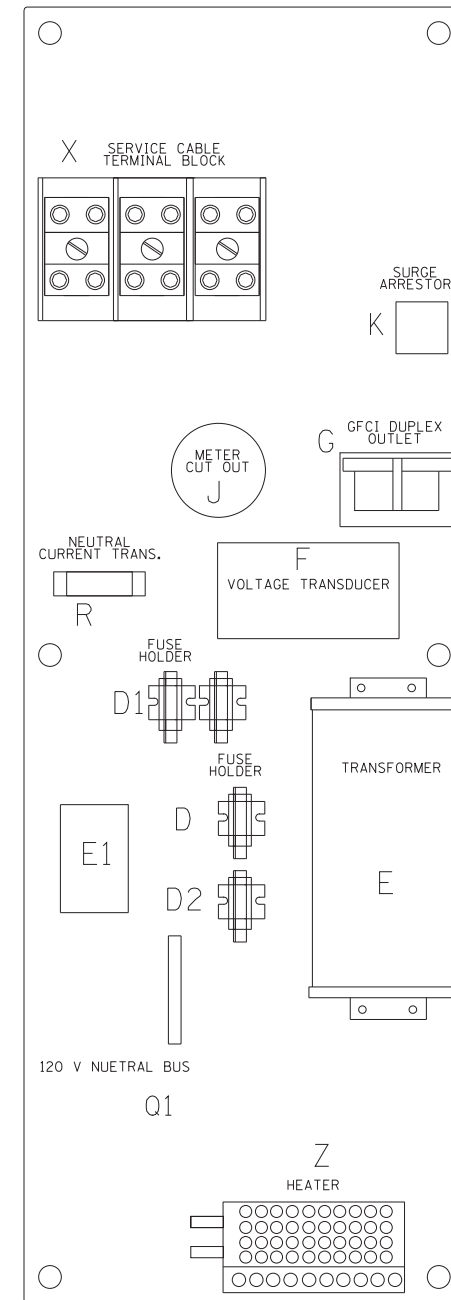 X
SERVICE CABLE
TERMINAL BLOCK
SURGE
ARRESTOR
K
G
GFCI DUPLEX
OUTLET
METER
CUT OUT
J
NEUTRAL
CURRENT TRANS.
R
F
VOLTAGE TRANSDUCER
FUSE
HOLDER
D1
FUSE
HOLDER
TRANSFORMER
D
E1
E
D2
120 V NUETRAL BUS
Q1
Z
HEATER